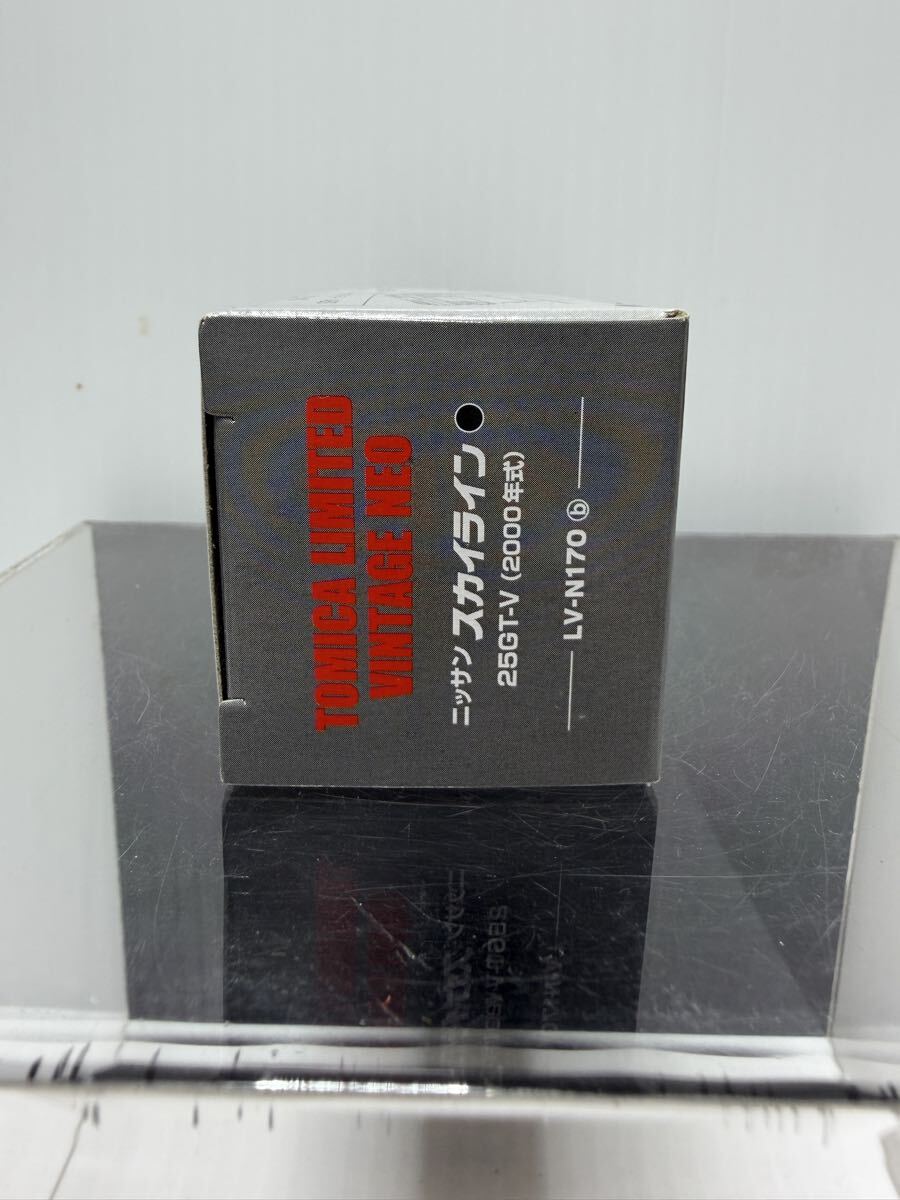 TOMICA LIMITED
VINTAGE NEO
ニッサン スカイライン
25GT-V (2000年式)
LV-N170 ⓑ